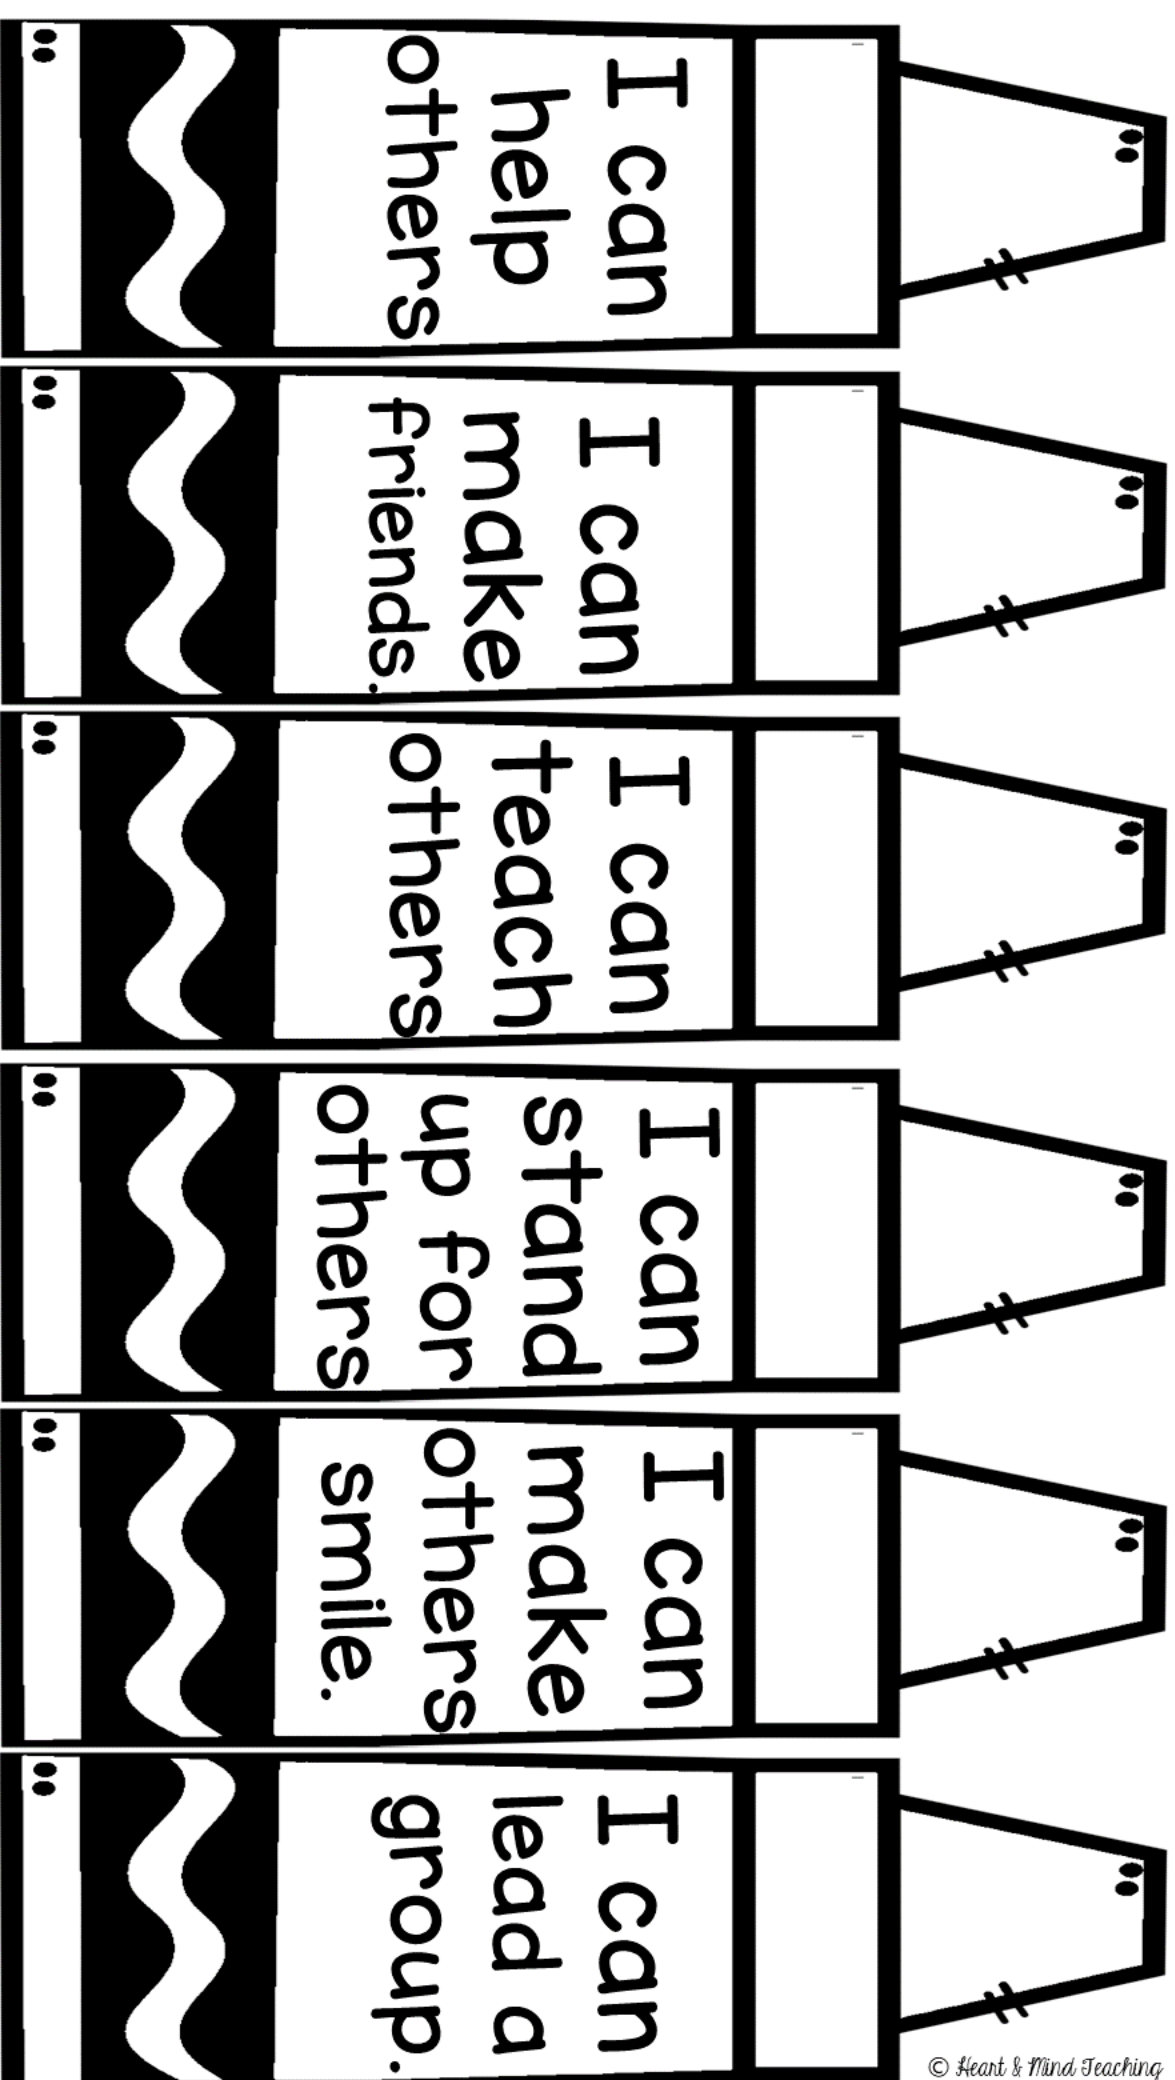 I can
help
others
I can
make
friends.
I can
teach
others
I can
stand
up for
others
I can
make
others
smile.
I can
lead a
group.
© Heart & Mind Teaching